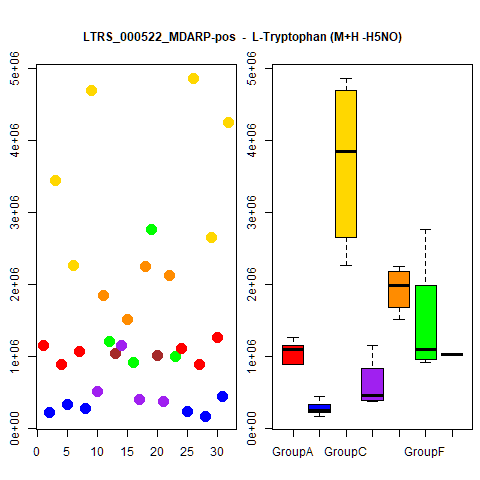 LTRS_000522_MDARP-pos - L-Tryptophan (M+H -H5NO)
5e+06
4e+06
3e+06
2e+06
1e+06
0e+00
0 5 10 15 20 25 30
5e+06
4e+06
3e+06
2e+06
1e+06
0e+00
GroupA GroupC GroupF